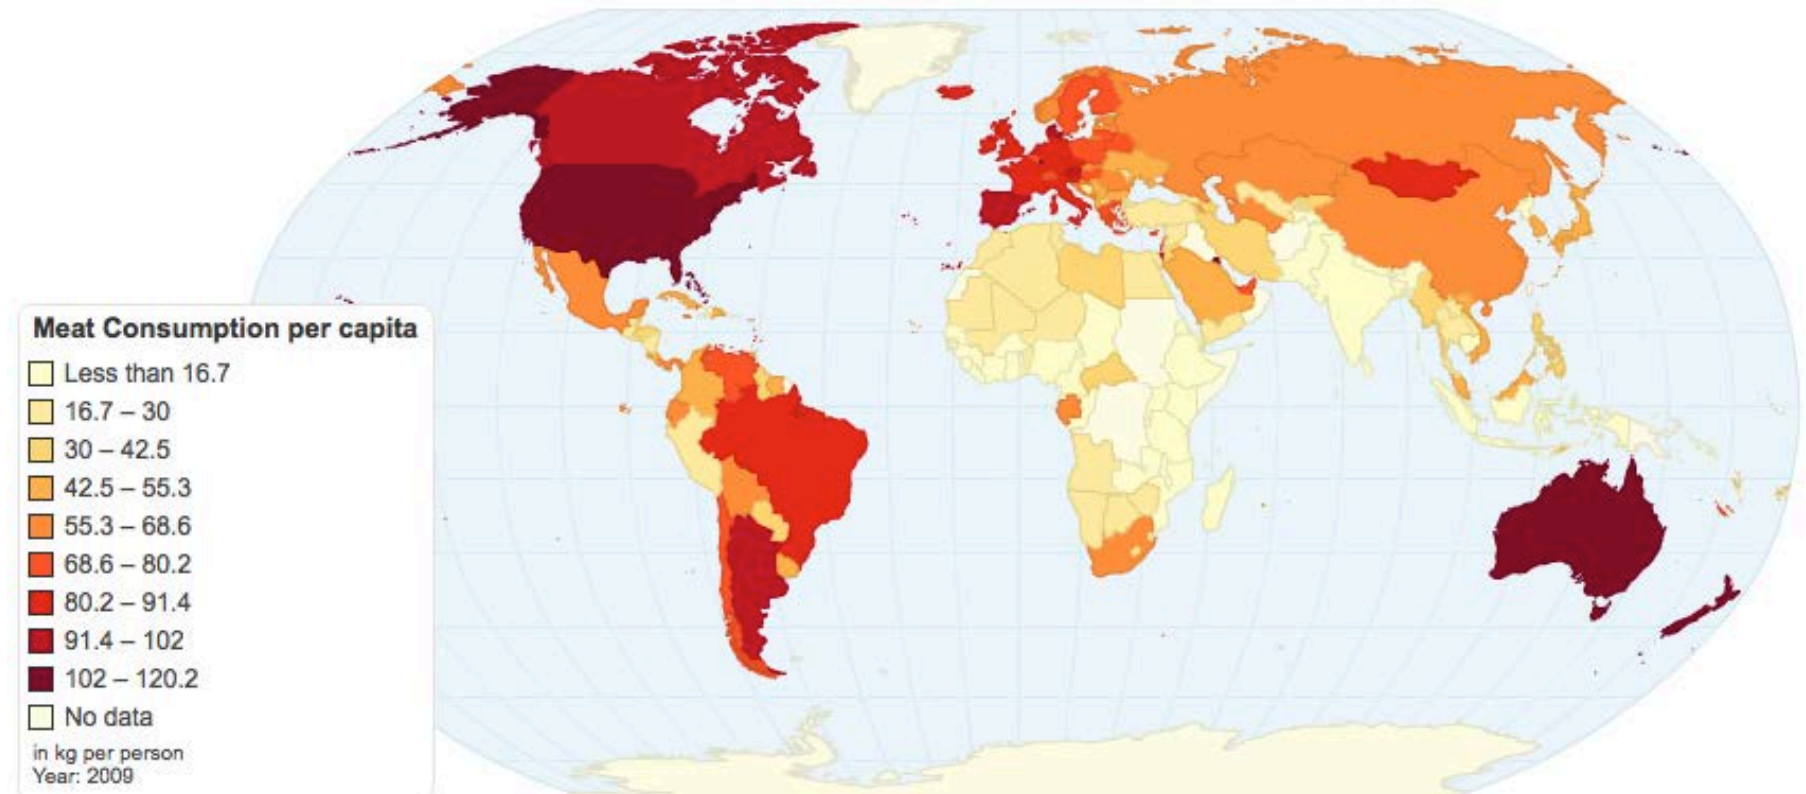 Meat Consumption per capita
Less than 16.7
16.7 – 30
30 – 42.5
42.5 – 55.3
55.3 – 68.6
68.6 – 80.2
80.2 – 91.4
91.4 – 102
102 – 120.2
No data
in kg per person
Year: 2009